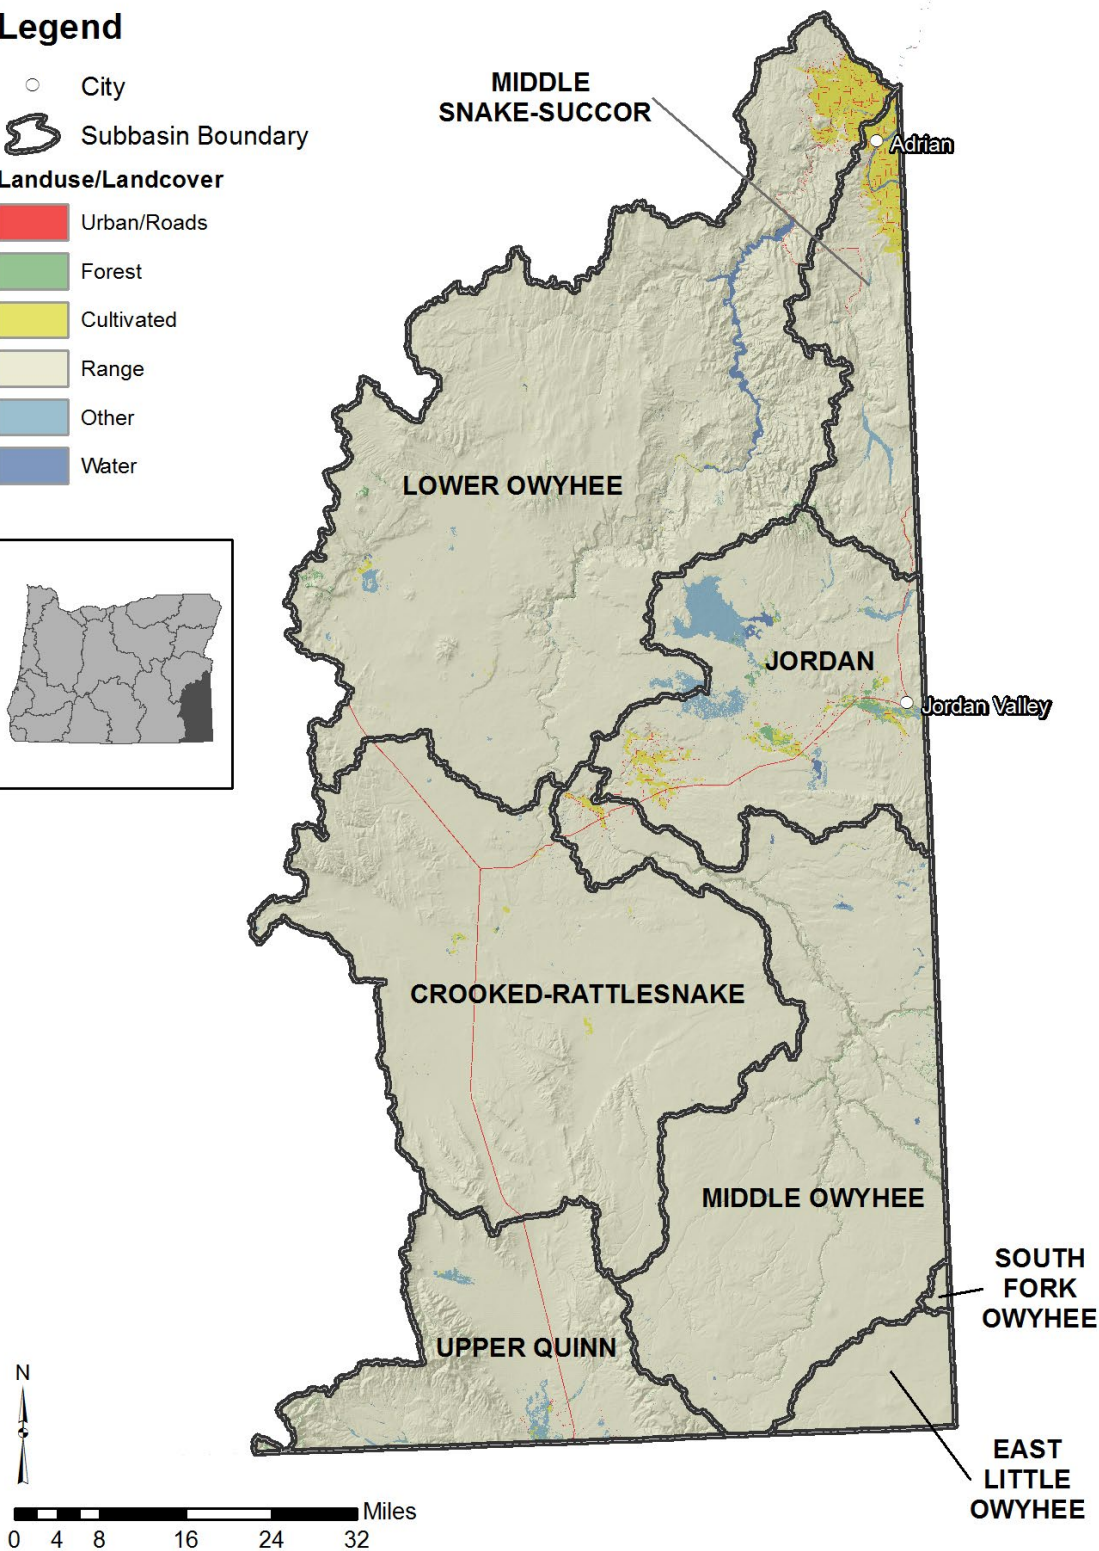 Legend
City
Subbasin Boundary
Landuse/Landcover
Urban/Roads
Forest
Cultivated
Range
Other
Water
MIDDLE
SNAKE-SUCCOR
Adrian
LOWER OWYHEE
JORDAN
Jordan Valley
CROOKED-RATTLESNAKE
MIDDLE OWYHEE
SOUTH
FORK
OWYHEE
UPPER QUINN
EAST
LITTLE
OWYHEE
N
Miles
0 4 8 16 24 32